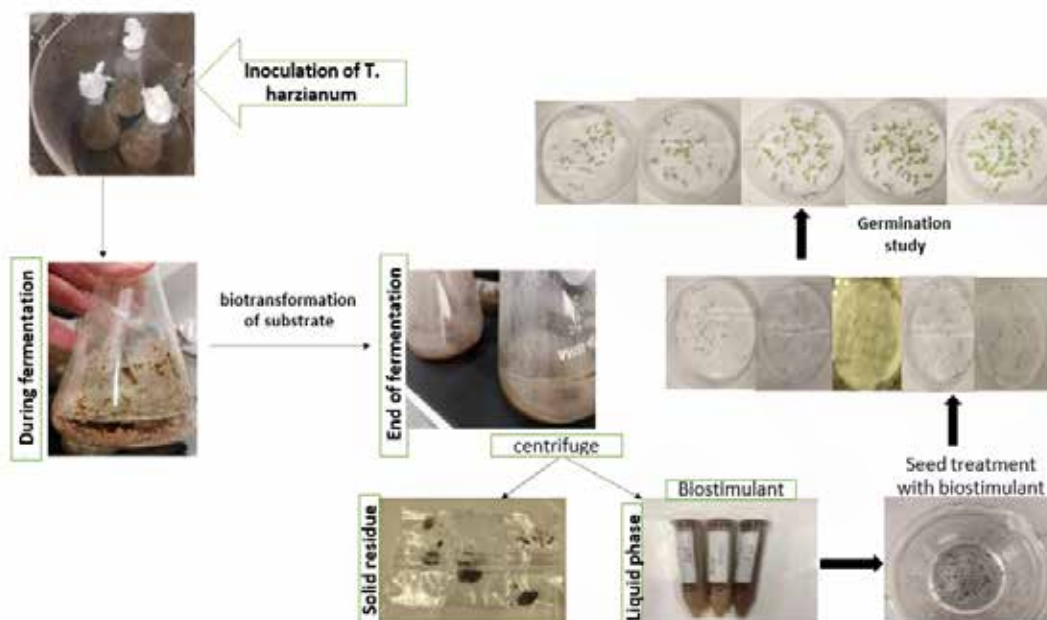 Inoculation of T.
harzianum
During fermentation
biotransformation
of substrate
End of fermentation
centrifuge
Solid residue
Liquid phase
Biostimulant
Seed treatment
with biostimulant
Germination
study